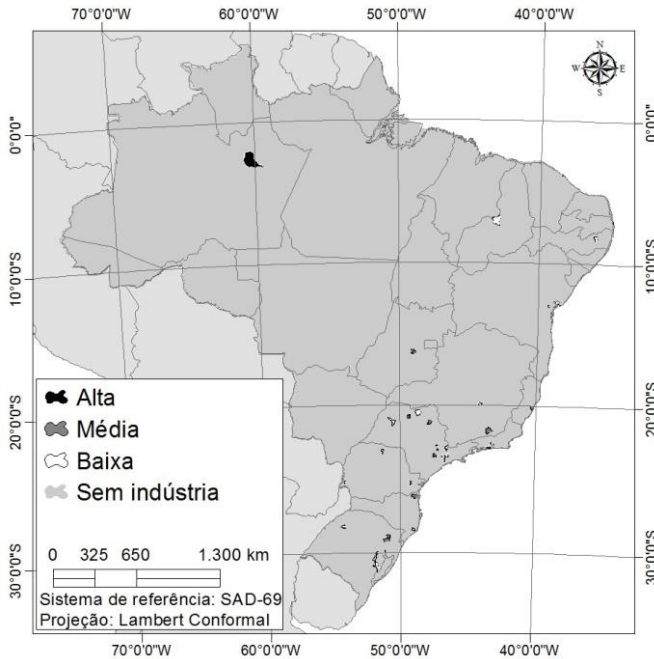 70°0'0"W 60°0'0"W 50°0'0"W 40°0'0"W
N
W E
S
0°0'0" 0°0'0"
10°0'0"S 10°0'0"S
20°0'0"S 20°0'0"S
30°0'0"S 30°0'0"S
Alta
Média
Baixa
Sem indústria
0 325 650 1.300 km
Sistema de referência: SAD-69
Projeção: Lambert Conformal
70°0'0"W 60°0'0"W 50°0'0"W 40°0'0"W